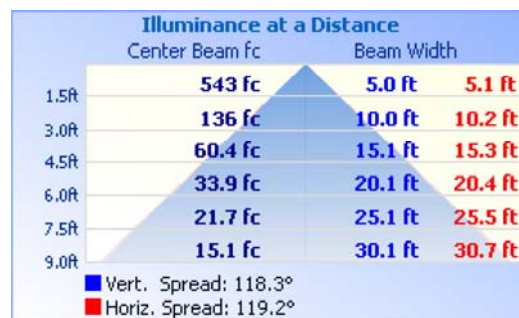 Illuminance at a Distance
Center Beam fc Beam Width
1.5ft 543 fc 5.0 ft 5.1 ft
3.0ft 136 fc 10.0 ft 10.2 ft
4.5ft 60.4 fc 15.1 ft 15.3 ft
6.0ft 33.9 fc 20.1 ft 20.4 ft
7.5ft 21.7 fc 25.1 ft 25.5 ft
9.0ft 15.1 fc 30.1 ft 30.7 ft
Vert. Spread: 118.3°
Horiz. Spread: 119.2°